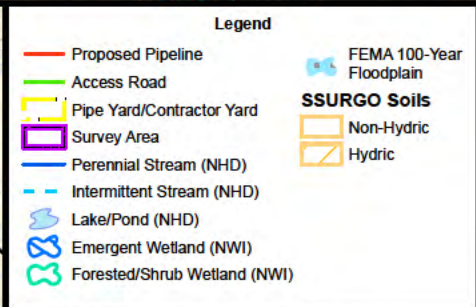 Legend
Proposed Pipeline
Access Road
Pipe Yard/Contractor Yard
Survey Area
Perennial Stream (NHD)
Intermittent Stream (NHD)
Lake/Pond (NHD)
Emergent Wetland (NWI)
Forested/Shrub Wetland (NWI)
FEMA 100-Year
Floodplain
SSURGO Soils
Non-Hydric
Hydric